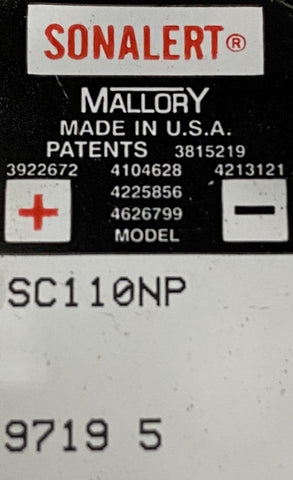 SONALERT®
MALLORY
MADE IN U.S.A.
PATENTS 3815219
3922672 4104628 4213121
4225856
+ 4626799 −
MODEL
SC110NP
9719 5